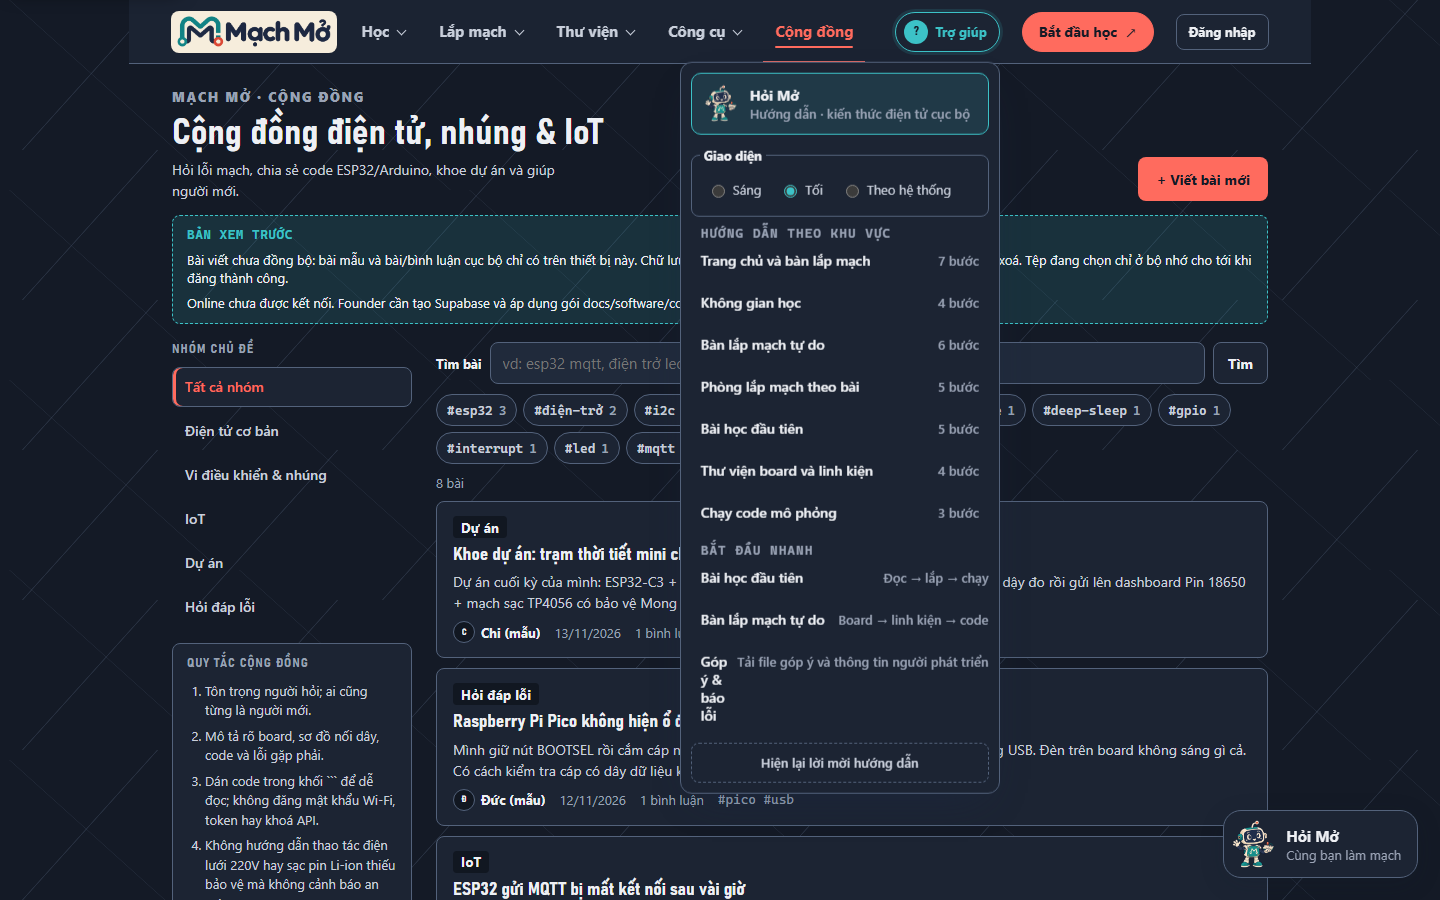 Mạch Mở
Học
Lắp mạch
Thư viện
Công cụ
Cộng đồng
? Trợ giúp
Bắt đầu học ↗
Đăng nhập
MẠCH MỞ · CỘNG ĐỒNG
Cộng đồng điện tử, nhúng & IoT
Hỏi lỗi mạch, chia sẻ code ESP32/Arduino, khoe dự án và giúp
người mới.
+ Viết bài mới
BẢN XEM TRƯỚC
Bài viết chưa đồng bộ: bài mẫu và bài/bình luận cục bộ chỉ có trên thiết bị này. Chữ lưu
xoá. Tệp đang chọn chỉ ở bộ nhớ cho tới khi
đăng thành công.
Online chưa được kết nối. Founder cần tạo Supabase và áp dụng gói docs/software/co
Hỏi Mở
Hướng dẫn · kiến thức điện tử cục bộ
Giao diện
Sáng
Tối
Theo hệ thống
HƯỚNG DẪN THEO KHU VỰC
Trang chủ và bàn lắp mạch 7 bước
Không gian học 4 bước
Bàn lắp mạch tự do 6 bước
Phòng lắp mạch theo bài 5 bước
Bài học đầu tiên 5 bước
Thư viện board và linh kiện 4 bước
Chạy code mô phỏng 3 bước
BẮT ĐẦU NHANH
Bài học đầu tiên Đọc → lắp → chạy
Bàn lắp mạch tự do Board → linh kiện → code
Góp ý & báo lỗi Tải file góp ý và thông tin người phát triển
Hiện lại lời mời hướng dẫn
NHÓM CHỦ ĐỀ
Tất cả nhóm
Điện tử cơ bản
Vi điều khiển & nhúng
IoT
Dự án
Hỏi đáp lỗi
QUY TẮC CỘNG ĐỒNG
1. Tôn trọng người hỏi; ai cũng
từng là người mới.
2. Mô tả rõ board, sơ đồ nối dây,
code và lỗi gặp phải.
3. Dán code trong khối ``` để dễ
đọc; không đăng mật khẩu Wi-Fi,
token hay khoá API.
4. Không hướng dẫn thao tác điện
lưới 220V hay sạc pin Li-ion thiếu
bảo vệ mà không cảnh báo an
Tìm bài
vd: esp32 mqtt, điện trở led
Tìm
#esp32 3
#điện-trở 2
#i2c
1
#deep-sleep 1
#gpio 1
#interrupt 1
#led 1
#mqtt
8 bài
Dự án
Khoe dự án: trạm thời tiết mini c
Dự án cuối kỳ của mình: ESP32-C3 +
dậy đo rồi gửi lên dashboard Pin 18650
+ mạch sạc TP4056 có bảo vệ Mong
C Chi (mẫu) 13/11/2026 1 bình lu
Hỏi đáp lỗi
Raspberry Pi Pico không hiện ổ
Mình giữ nút BOOTSEL rồi cắm cáp n
g USB. Đèn trên board không sáng gì cả.
Có cách kiểm tra cáp có dây dữ liệu k
Đ Đức (mẫu) 12/11/2026 1 bình luận #pico #usb
IoT
ESP32 gửi MQTT bị mất kết nối sau vài giờ
Hỏi Mở
Cùng bạn làm mạch